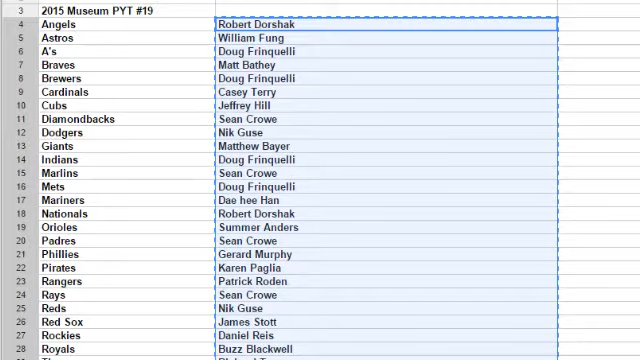 3 2015 Museum PYT #19
4 Angels Robert Dorshak
5 Astros William Fung
6 A's Doug Frinquelli
7 Braves Matt Bathey
8 Brewers Doug Frinquelli
9 Cardinals Casey Terry
10 Cubs Jeffrey Hill
11 Diamondbacks Sean Crowe
12 Dodgers Nik Guse
13 Giants Matthew Bayer
14 Indians Doug Frinquelli
15 Marlins Sean Crowe
16 Mets Doug Frinquelli
17 Mariners Dae hee Han
18 Nationals Robert Dorshak
19 Orioles Summer Anders
20 Padres Sean Crowe
21 Phillies Gerard Murphy
22 Pirates Karen Paglia
23 Rangers Patrick Roden
24 Rays Sean Crowe
25 Reds Nik Guse
26 Red Sox James Stott
27 Rockies Daniel Reis
28 Royals Buzz Blackwell